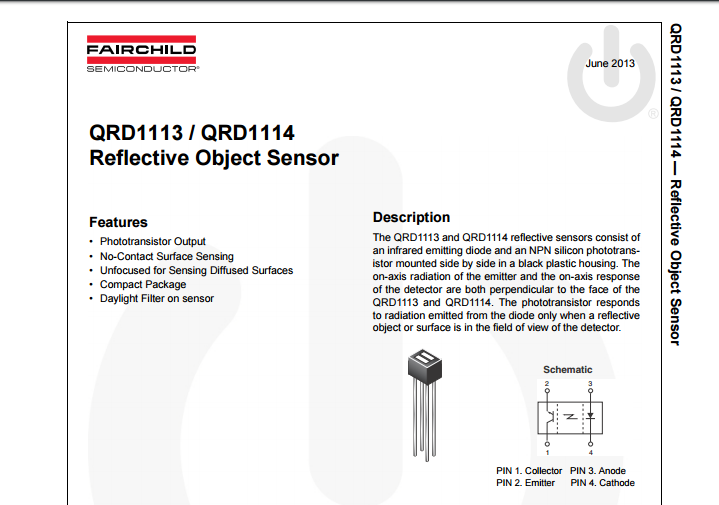 FAIRCHILD
SEMICONDUCTOR®
June 2013
®
QRD1113 / QRD1114
Reflective Object Sensor
Features
• Phototransistor Output
• No-Contact Surface Sensing
• Unfocused for Sensing Diffused Surfaces
• Compact Package
• Daylight Filter on sensor
Description
The QRD1113 and QRD1114 reflective sensors consist of
an infrared emitting diode and an NPN silicon phototrans-
istor mounted side by side in a black plastic housing. The
on-axis radiation of the emitter and the on-axis response
of the detector are both perpendicular to the face of the
QRD1113 and QRD1114. The phototransistor responds
to radiation emitted from the diode only when a reflective
object or surface is in the field of view of the detector.
Schematic
2 3
1 4
PIN 1. Collector PIN 3. Anode
PIN 2. Emitter PIN 4. Cathode
QRD1113 / QRD1114 — Reflective Object Sensor